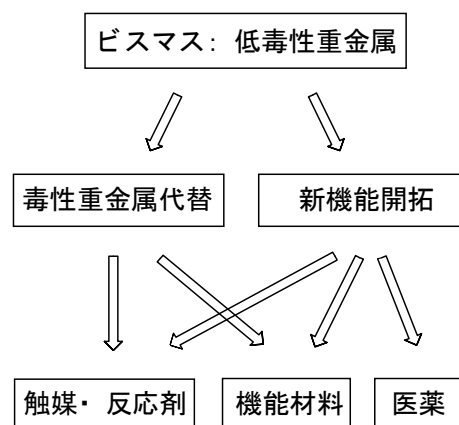 ビスマス: 低毒性重金属
毒性重金属代替
新機能開拓
触媒・反応剤
機能材料
医薬